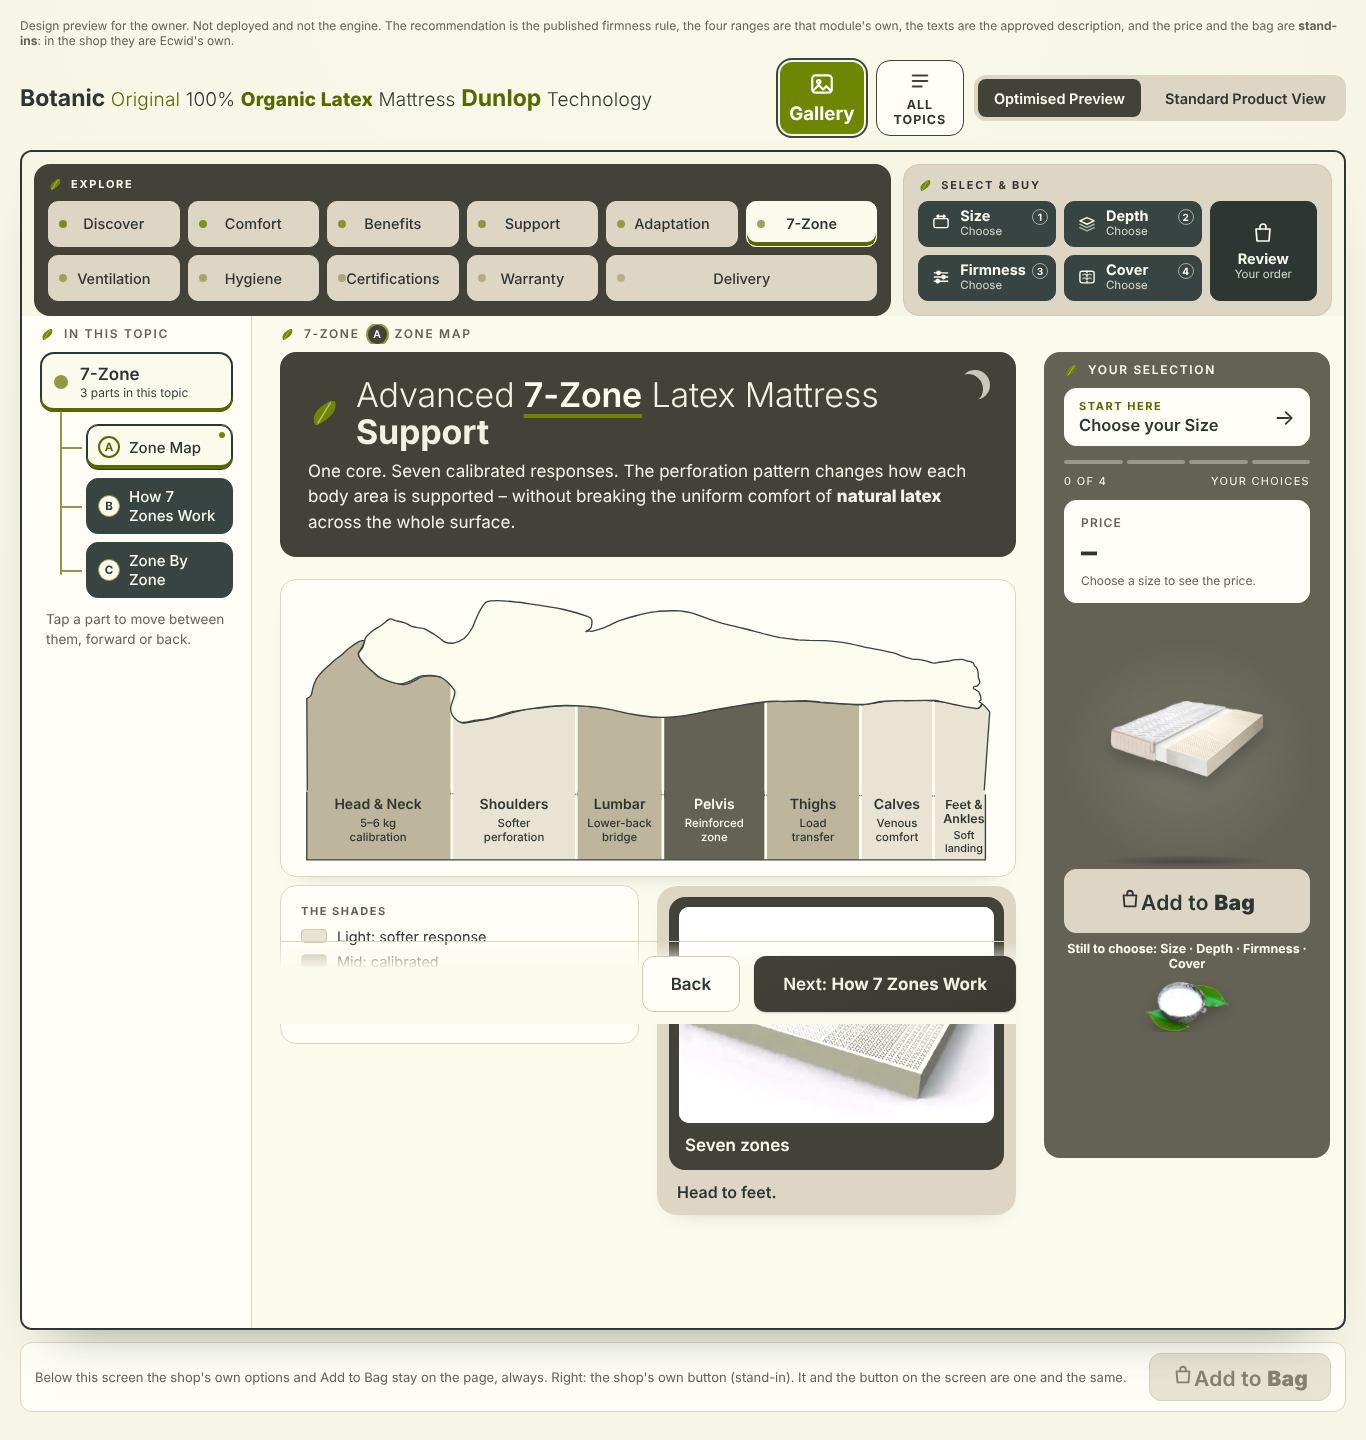 Design preview for the owner. Not deployed and not the engine. The recommendation is the published firmness rule, the four ranges are that module's own, the texts are the approved description, and the price and the bag are stand-
ins: in the shop they are Ecwid's own.
Botanic Original 100% Organic Latex Mattress Dunlop Technology
Gallery
ALL
TOPICS
Optimised Preview
Standard Product View
EXPLORE
Discover
Comfort
Benefits
Support
Adaptation
7-Zone
Ventilation
Hygiene
Certifications
Warranty
Delivery
SELECT & BUY
Size
1
Choose
Depth
2
Choose
Firmness
3
Choose
Cover
4
Choose
Review
Your order
IN THIS TOPIC
7-Zone
3 parts in this topic
A
Zone Map
B
How 7
Zones Work
C
Zone By
Zone
Tap a part to move between
them, forward or back.
7-ZONE A ZONE MAP
Advanced 7-Zone Latex Mattress
Support
One core. Seven calibrated responses. The perforation pattern changes how each
body area is supported – without breaking the uniform comfort of natural latex
across the whole surface.
Head & Neck
5–6 kg
calibration
Shoulders
Softer
perforation
Lumbar
Lower-back
bridge
Pelvis
Reinforced
zone
Thighs
Load
transfer
Calves
Venous
comfort
Feet &
Ankles
Soft
landing
THE SHADES
Light: softer response
Mid: calibrated
Back
Next: How 7 Zones Work
Seven zones
Head to feet.
YOUR SELECTION
START HERE
Choose your Size
0 OF 4
YOUR CHOICES
PRICE
–
Choose a size to see the price.
Add to Bag
Still to choose: Size · Depth · Firmness ·
Cover
Below this screen the shop's own options and Add to Bag stay on the page, always. Right: the shop's own button (stand-in). It and the button on the screen are one and the same.
Add to Bag